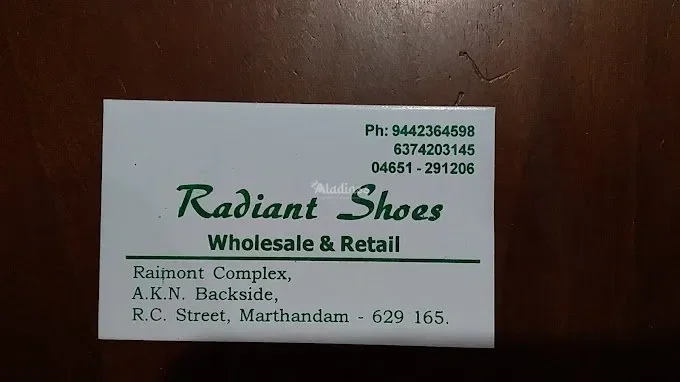 Ph: 9442364598
6374203145
04651 - 291206
Radiant Shoes
Wholesale & Retail
Raimont Complex,
A.K.N. Backside,
R.C. Street, Marthandam - 629 165.